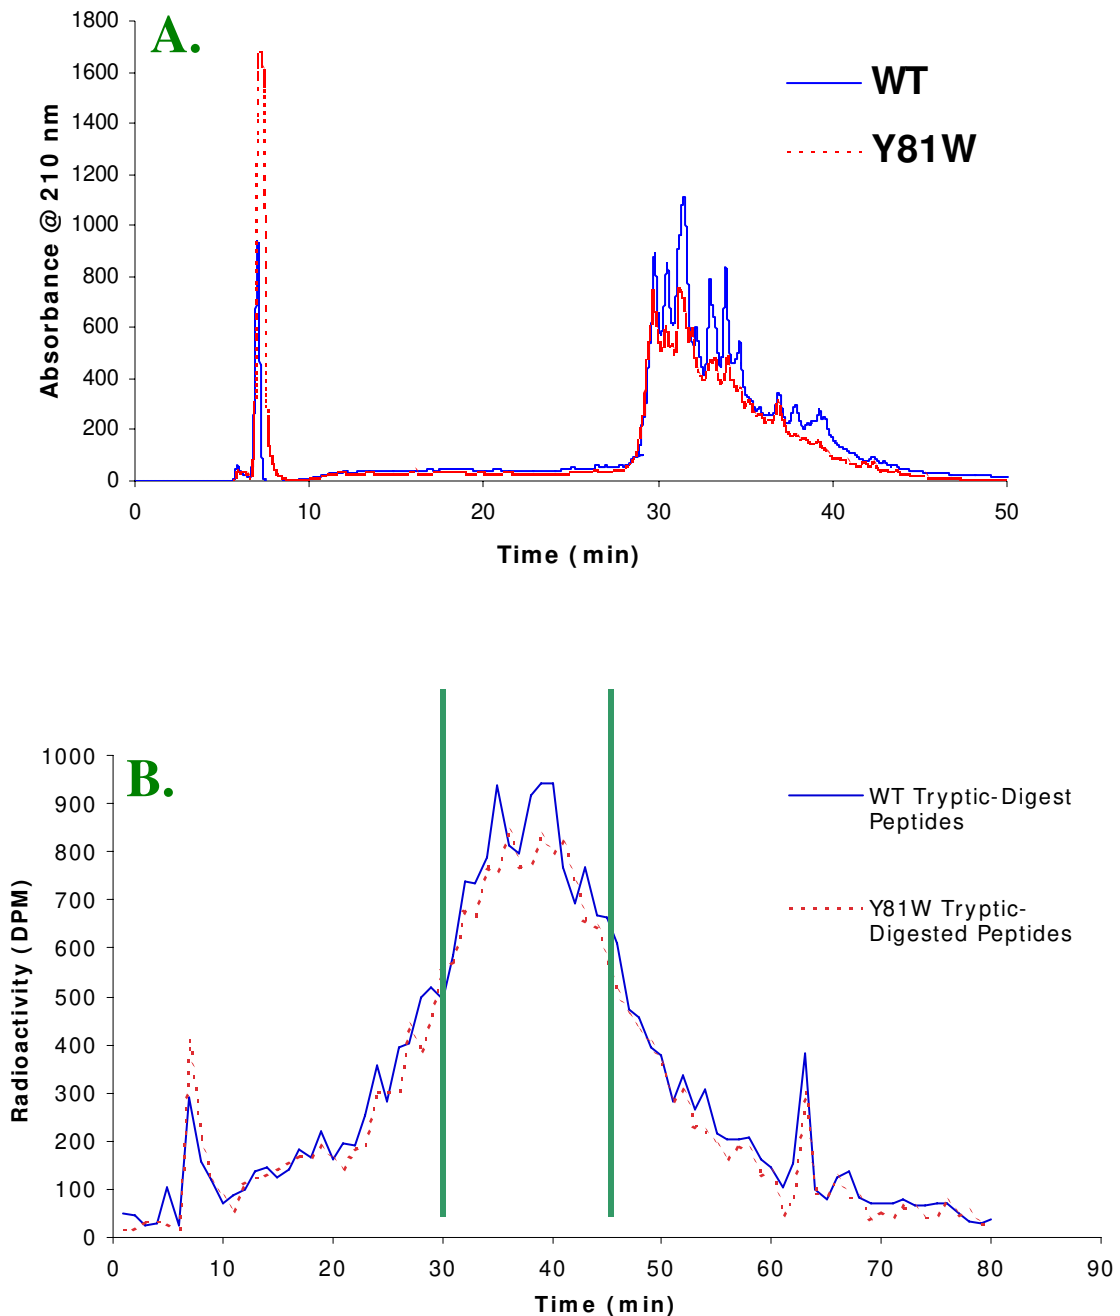 A.
1800
1600
1400
1200
1000
800
600
400
200
0
Absorbance @ 210 nm
WT
Y81W
0 10 20 30 40 50
Time (min)
B.
1000
900
800
700
600
500
400
300
200
100
0
Radioactivity (DPM)
WT Tryptic-Digest
Peptides
Y81W Tryptic-
Digested Peptides
0 10 20 30 40 50 60 70 80 90
Time (min)